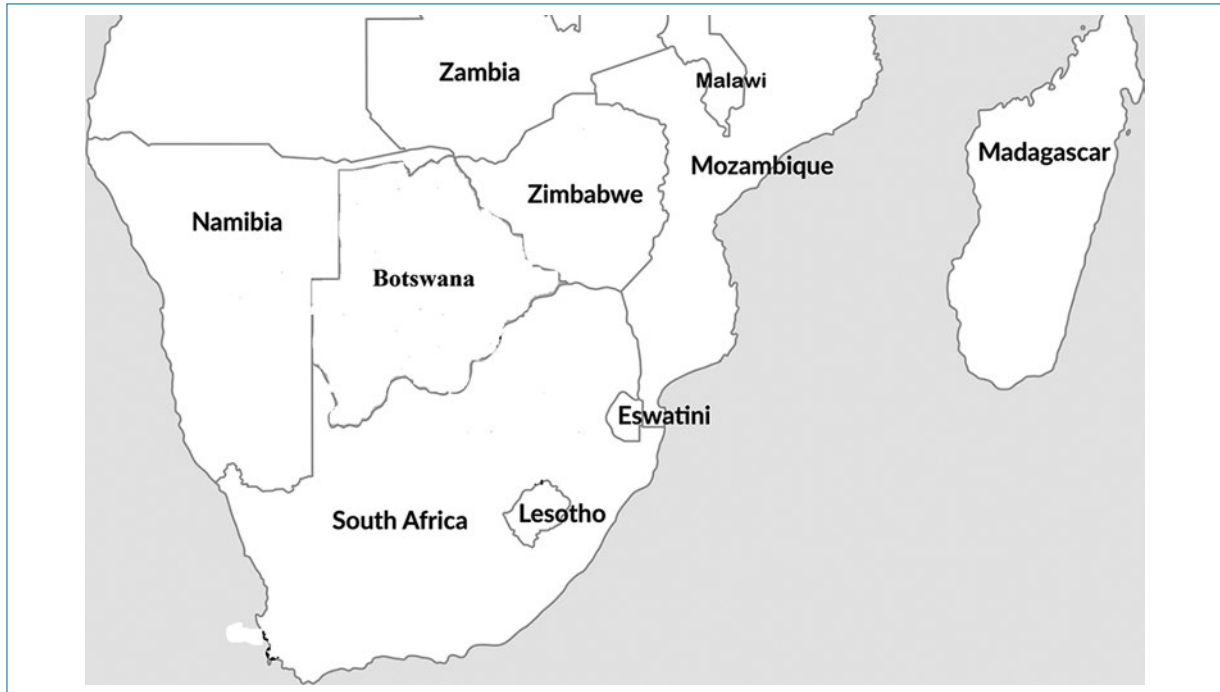 Zambia
Malawi
Madagascar
Mozambique
Zimbabwe
Namibia
Botswana
Eswatini
Lesotho
South Africa